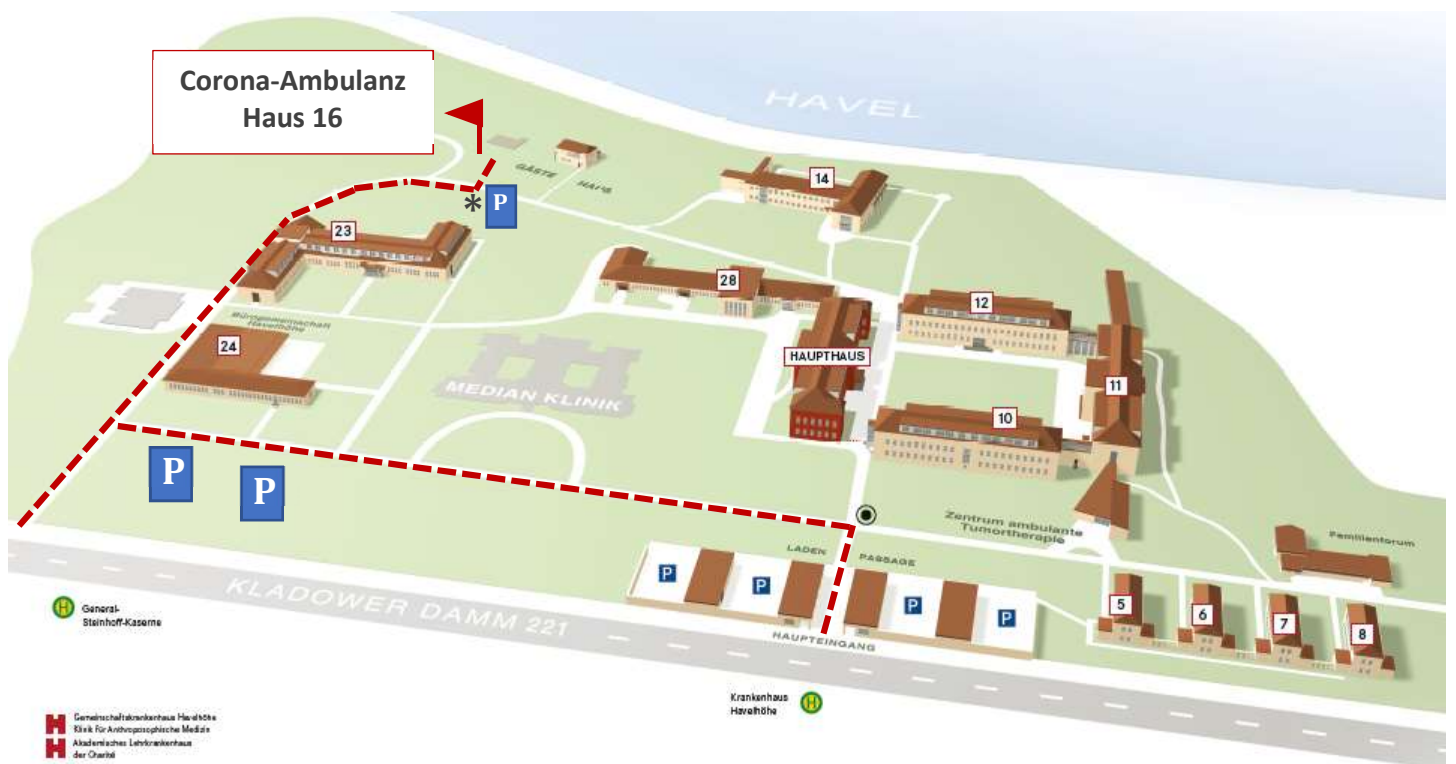 Corona-Ambulanz
Haus 16
HAVEL
GÄSTE HAUS
14
* P
23
28
12
Bürogemeinschaft
Havelhöhe
24
HAUPTHAUS
11
MEDIAN KLINIK
10
P
P
Zentrum ambulante
Tumortherapie
Familienforum
LADEN PASSAGE
P
P
P
P
5
6
7
8
KLADOWER DAMM 221
HAUPTEINGANG
H General-
Steinhoff-Kaserne
Krankenhaus
Havelhöhe H
Gemeinschaftskrankenhaus Havelhöhe
Klinik für Anthroposophische Medizin
Akademisches Lehrkrankenhaus
der Charité